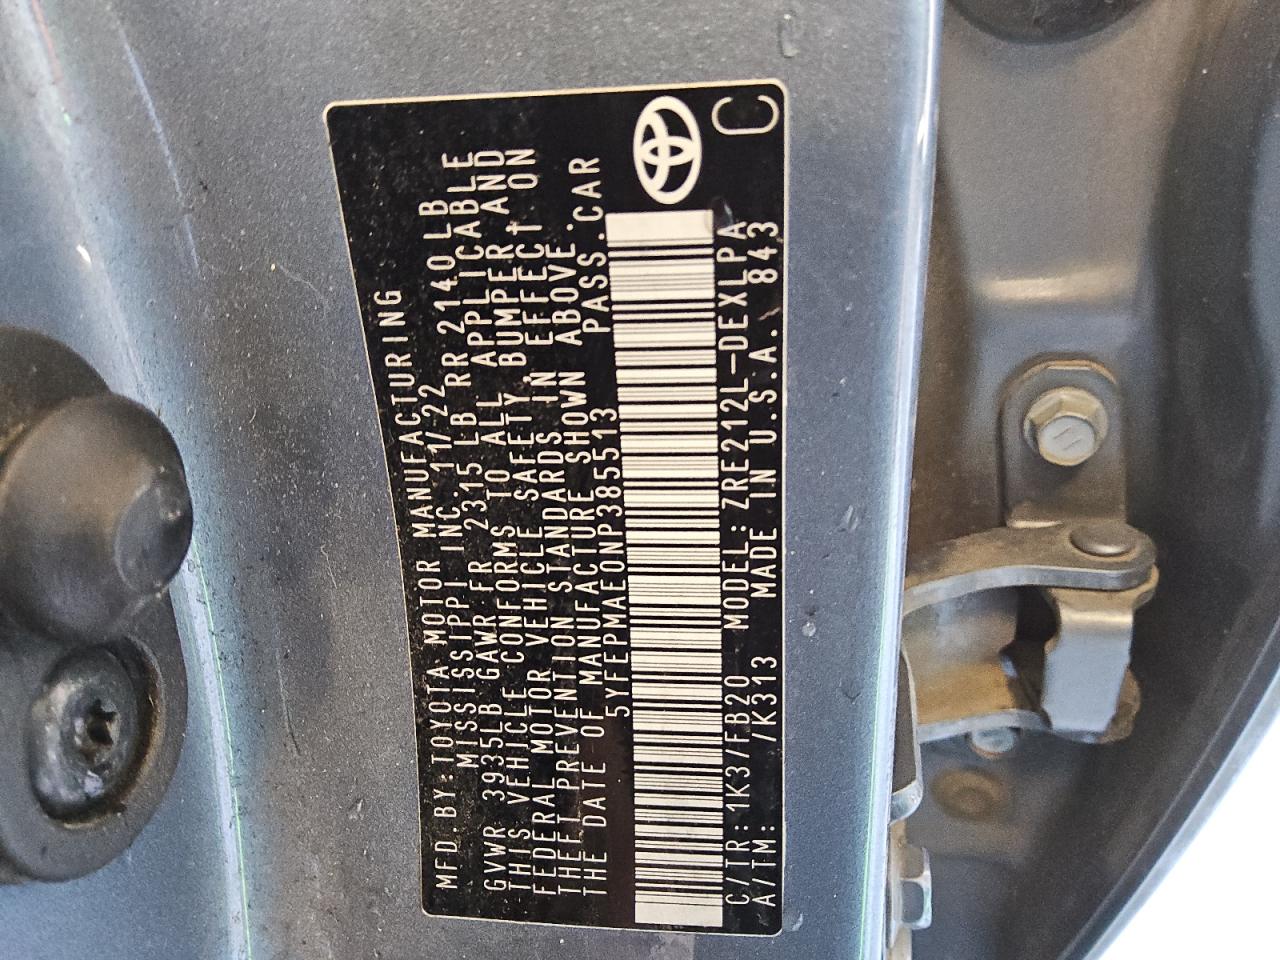 MFD.BY:TOYOTA MOTOR MANUFACTURING
MISSISSIPPI INC. 11/22
GVWR 3935LB GAWR FR 2315 LB RR 2140LB
THIS VEHICLE CONFORMS TO ALL APPLICABLE
FEDERAL MOTOR VEHICLE SAFETY, BUMPER, AND
THEFT PREVENTION STANDARDS IN EFFECT ON
THE DATE OF MANUFACTURE SHOWN ABOVE.
5YFEPMAE0NP385513 PASS.CAR
C/TR: 1K3/FB20 MODEL: ZRE212L-DEXLPA
A/TM: /K313 MADE IN U.S.A. 843
C